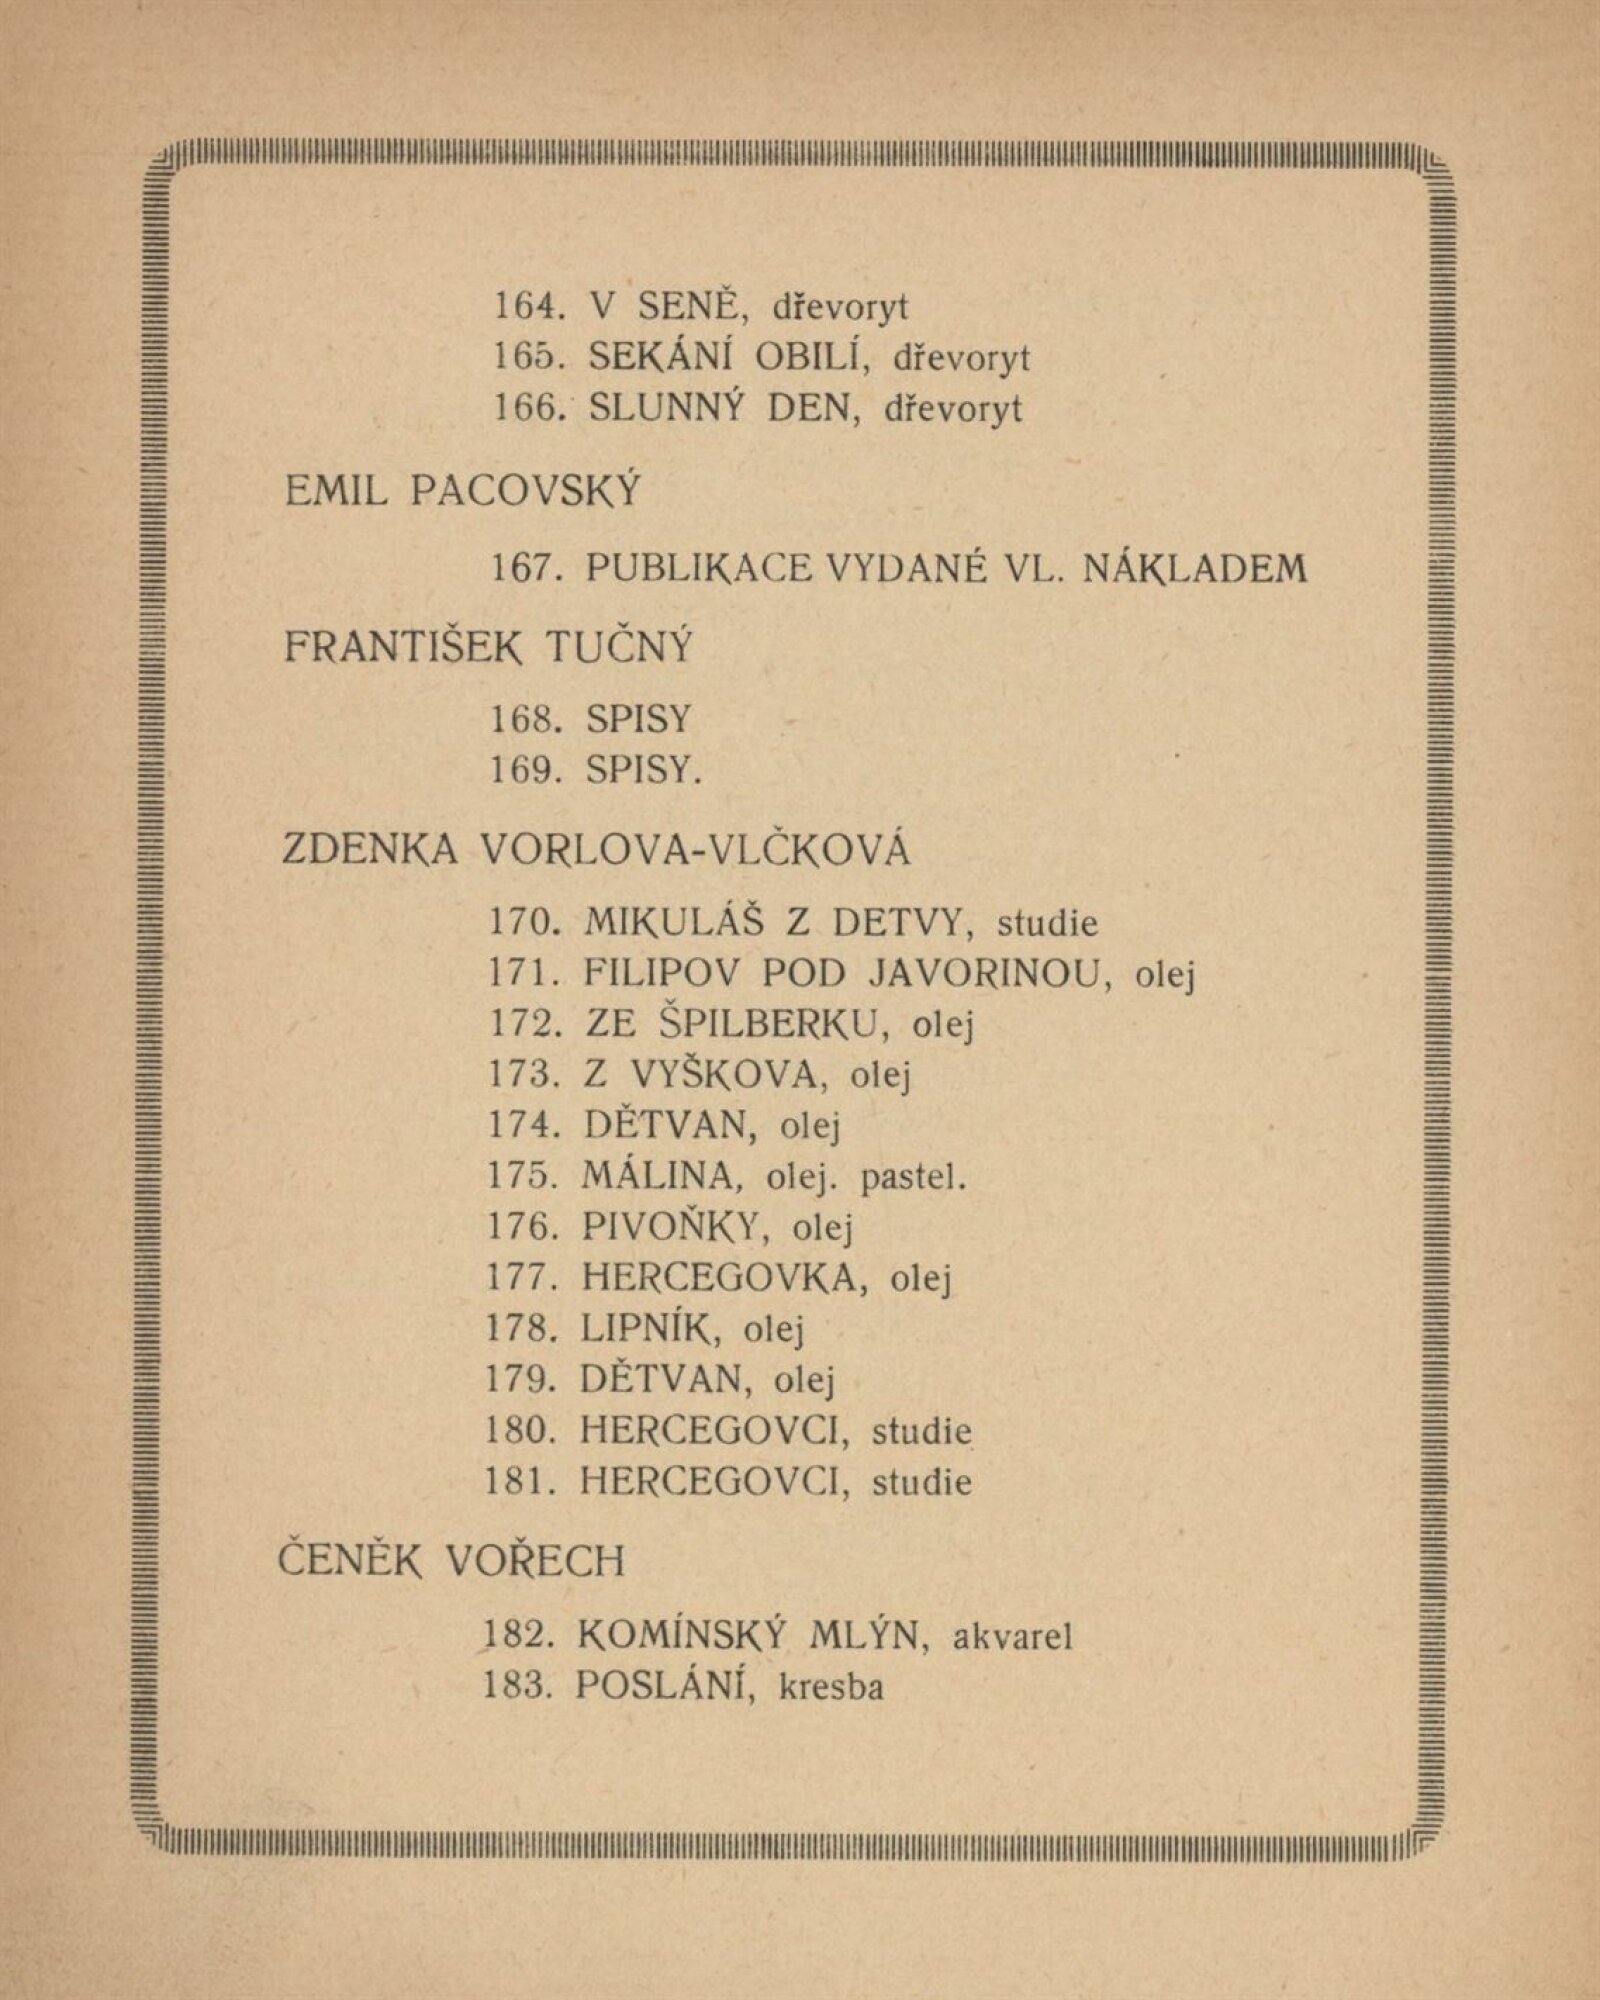 164. V SENĚ, dřevoryt
165. SEKÁNÍ OBILÍ, dřevoryt
166. SLUNNÝ DEN, dřevoryt
EMIL PACOVSKÝ
167. PUBLIKACE VYDANÉ VL. NÁKLADEM
FRANTIŠEK TUČNÝ
168. SPISY
169. SPISY.
ZDENKA VORLOVA-VLČKOVÁ
170. MIKULÁŠ Z DETVY, studie
171. FILIPOV POD JAVORINOU, olej
172. ZE ŠPILBERKU, olej
173. Z VYŠKOVA, olej
174. DĚTVAN, olej
175. MÁLINA, olej. pastel.
176. PIVOŇKY, olej
177. HERCEGOVKA, olej
178. LIPNÍK, olej
179. DĚTVAN, olej
180. HERCEGOVCI, studie
181. HERCEGOVCI, studie
ČENĚK VOŘECH
182. KOMÍNSKÝ MLÝN, akvarel
183. POSLÁNÍ, kresba